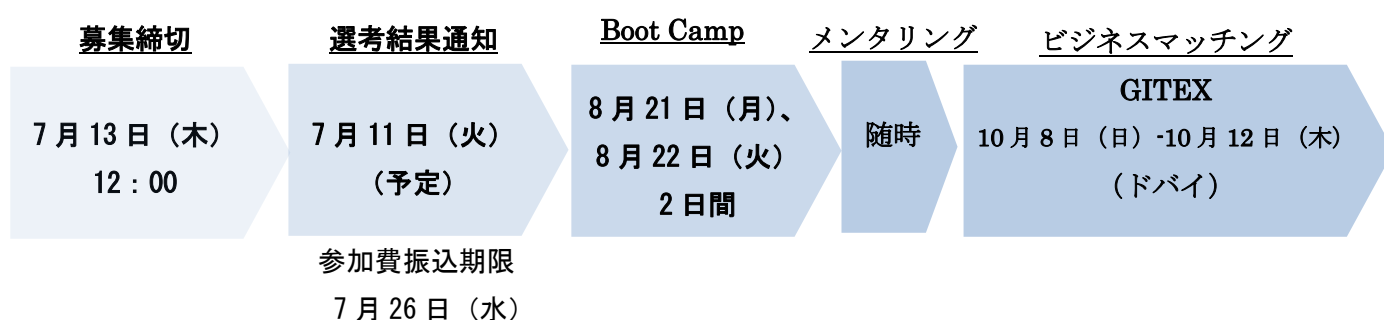 募集締切
7月13日（木）
12：00
選考結果通知
7月11日（火）
（予定）
参加費振込期限
7月26日（水）
Boot Camp
8月21日（月）、
8月22日（火）
2日間
メンタリング
随時
ビジネスマッチング
GITEX
10月8日（日）-10月12日（木）
（ドバイ）